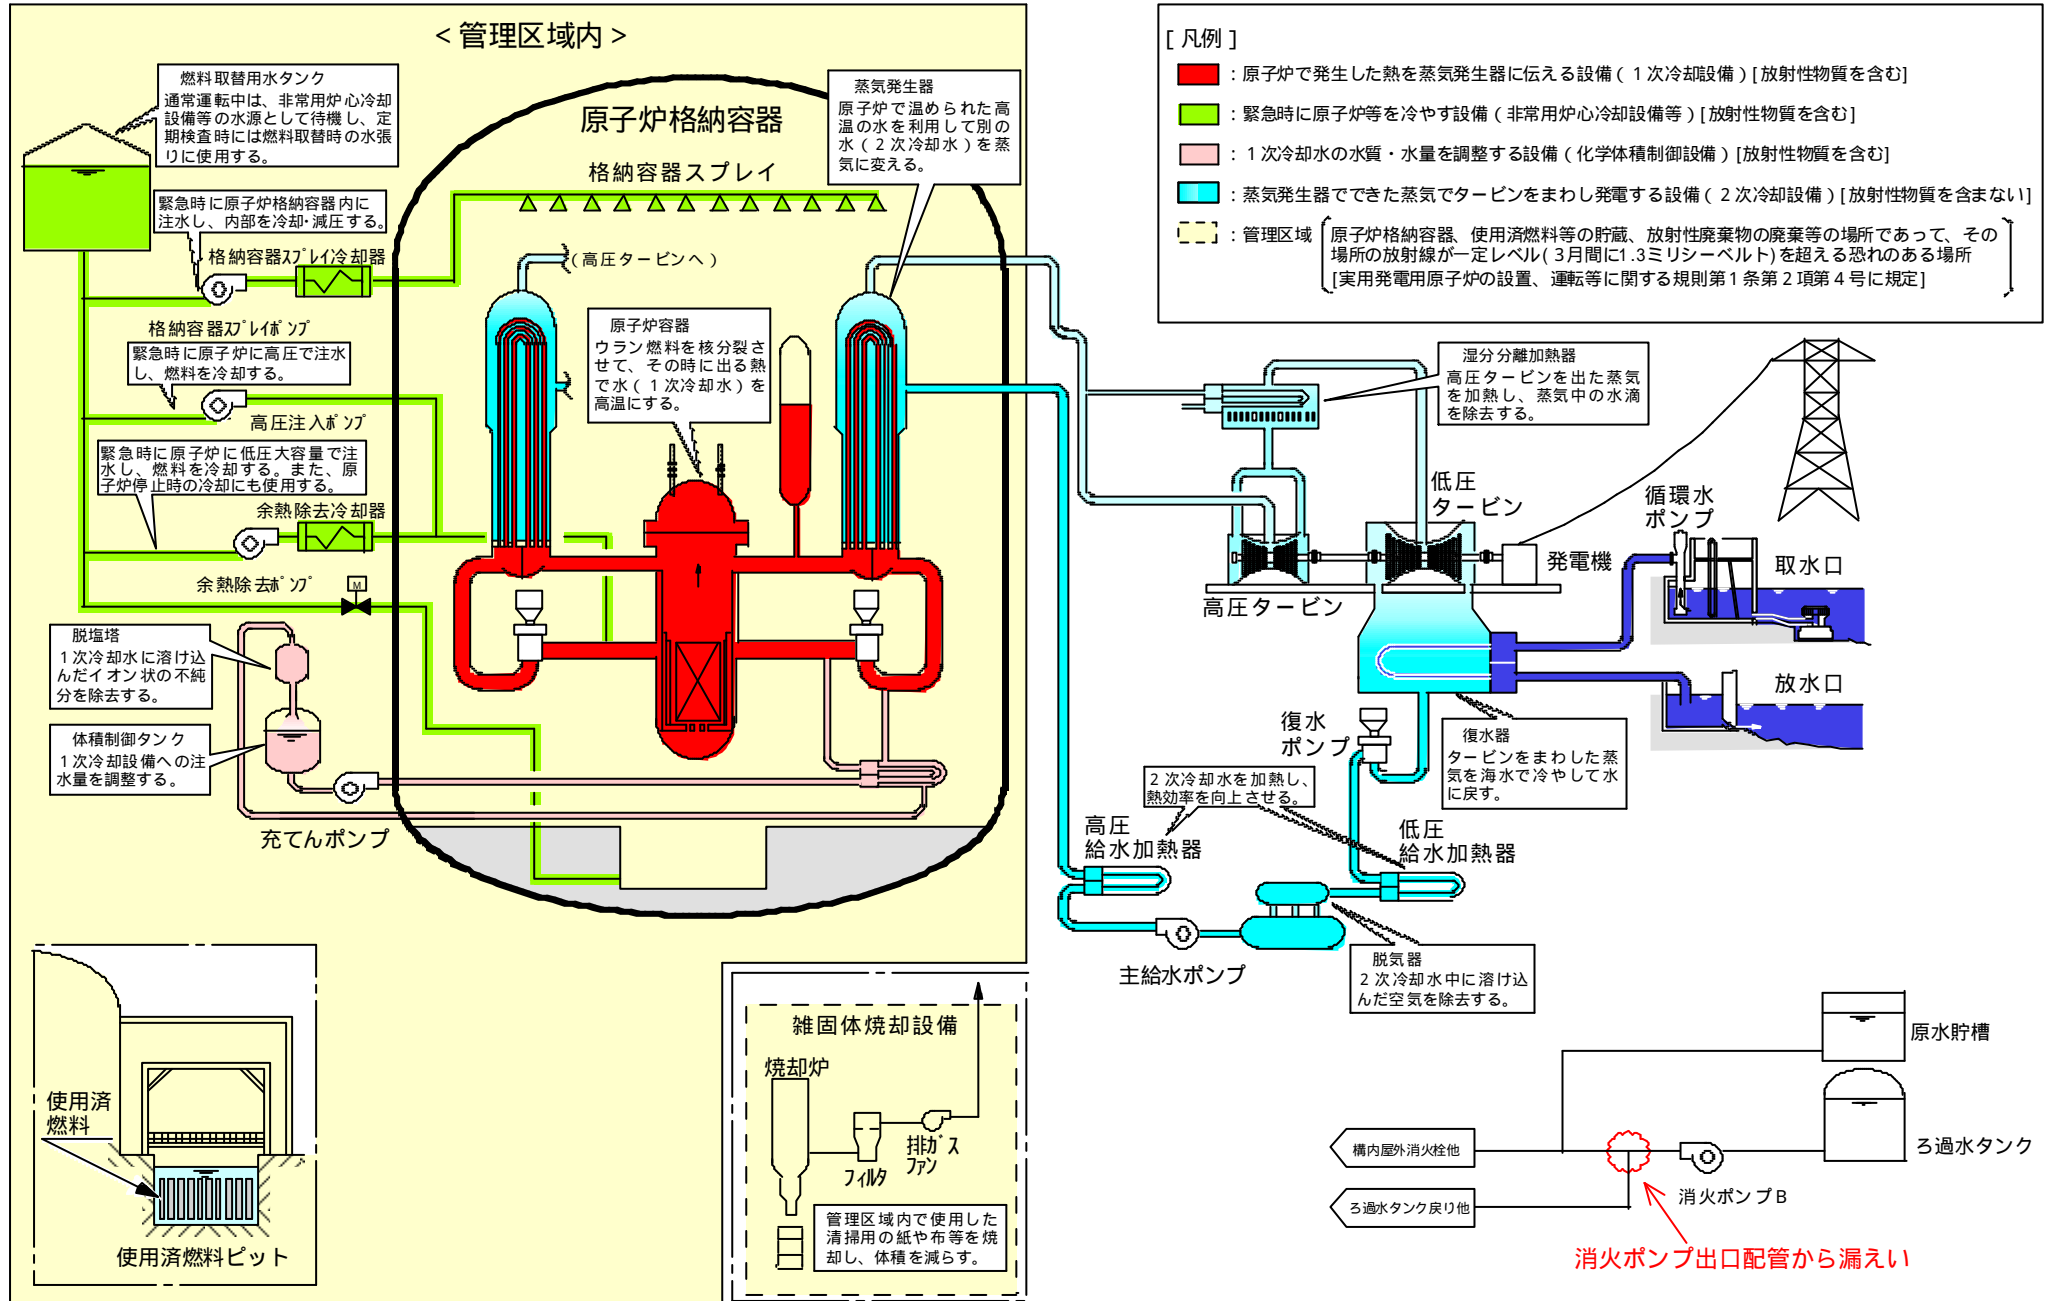 <管理区域内>
燃料取替用水タンク
通常運転中は、非常用炉心冷却
設備等の水源として待機し、定
期検査時には燃料取替時の水張
りに使用する。
緊急時に原子炉格納容器内に
注水し、内部を冷却・減圧する。
格納容器ｽﾌﾟﾚｲ冷却器
格納容器ｽﾌﾟﾚｲﾎﾟﾝﾌﾟ
緊急時に原子炉に高圧で注水
し、燃料を冷却する。
高圧注入ﾎﾟﾝﾌﾟ
緊急時に原子炉に低圧大容量で注
水し、燃料を冷却する。また、原
子炉停止時の冷却にも使用する。
余熱除去冷却器
余熱除去ﾎﾟﾝﾌﾟ
M
脱塩塔
１次冷却水に溶け込
んだイオン状の不純
分を除去する。
体積制御タンク
１次冷却設備への注
水量を調整する。
充てんポンプ
原子炉格納容器
格納容器スプレイ
蒸気発生器
原子炉で温められた高
温の水を利用して別の
水（２次冷却水）を蒸
気に変える。
（高圧タービンへ）
原子炉容器
ウラン燃料を核分裂さ
せて、その時に出る熱
で水（１次冷却水）を
高温にする。
[凡例]
：原子炉で発生した熱を蒸気発生器に伝える設備（１次冷却設備）[放射性物質を含む]
：緊急時に原子炉等を冷やす設備（非常用炉心冷却設備等）[放射性物質を含む]
：１次冷却水の水質・水量を調整する設備（化学体積制御設備）[放射性物質を含む]
：蒸気発生器でできた蒸気でタービンをまわし発電する設備（２次冷却設備）[放射性物質を含まない]
：管理区域
原子炉格納容器、使用済燃料等の貯蔵、放射性廃棄物の廃棄等の場所であって、その
場所の放射線が一定レベル(３月間に1.3ミリシーベルト)を超える恐れのある場所
[実用発電用原子炉の設置、運転等に関する規則第１条第２項第４号に規定]
湿分分離加熱器
高圧タービンを出た蒸気
を加熱し、蒸気中の水滴
を除去する。
低圧
タービン
高圧タービン
発電機
循環水
ポンプ
取水口
放水口
復水
ポンプ
復水器
タービンをまわした蒸
気を海水で冷やして水
に戻す。
２次冷却水を加熱し、
熱効率を向上させる。
高圧
給水加熱器
低圧
給水加熱器
主給水ポンプ
脱気器
２次冷却水中に溶け込
んだ空気を除去する。
使用済
燃料
使用済燃料ピット
雑固体焼却設備
焼却炉
フィルタ
排ｶﾞｽ
ファン
管理区域内で使用した
清掃用の紙や布等を焼
却し、体積を減らす。
原水貯槽
ろ過水タンク
構内屋外消火栓他
ろ過水タンク戻り他
消火ポンプＢ
消火ポンプ出口配管から漏えい